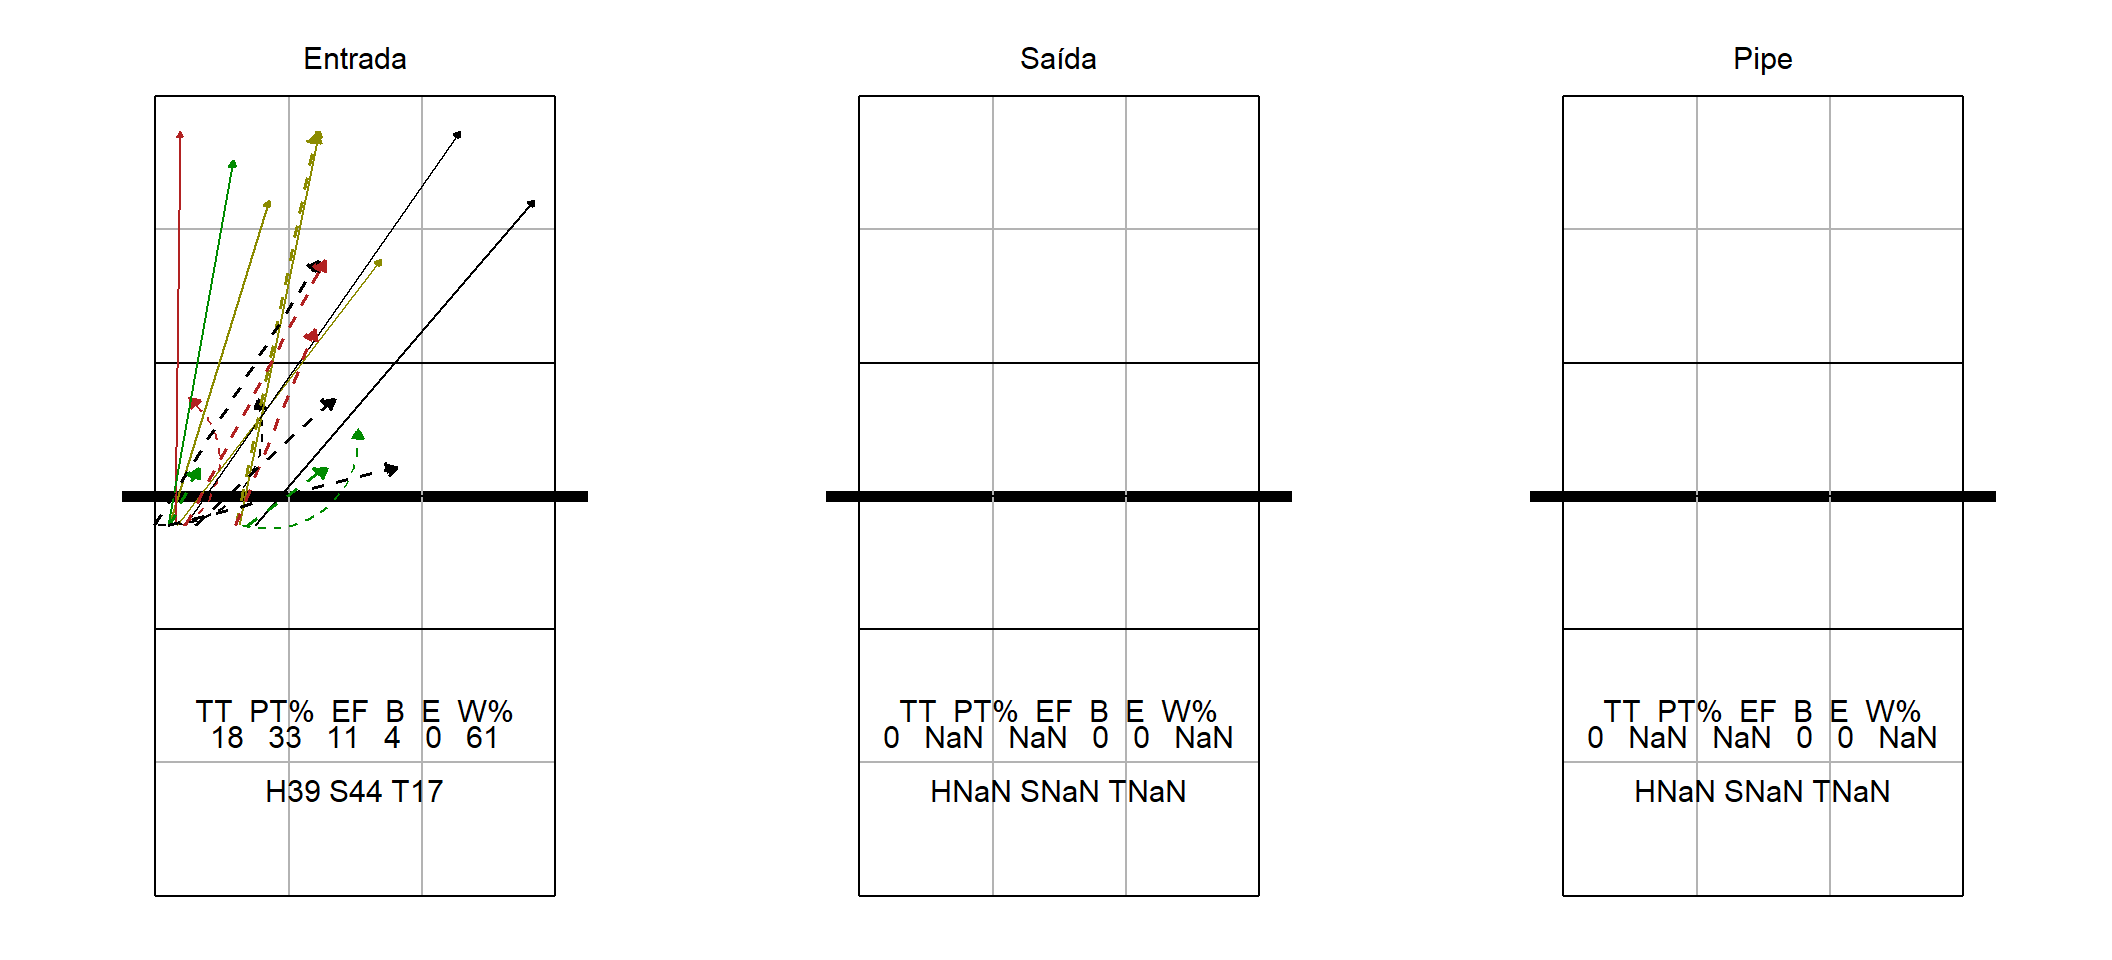 Entrada
Saída
Pipe
TT PT% EF B E W%
18 33 11 4 0 61
H39 S44 T17
TT PT% EF B E W%
0 NaN NaN 0 0 NaN
HNaN SNaN TNaN
TT PT% EF B E W%
0 NaN NaN 0 0 NaN
HNaN SNaN TNaN